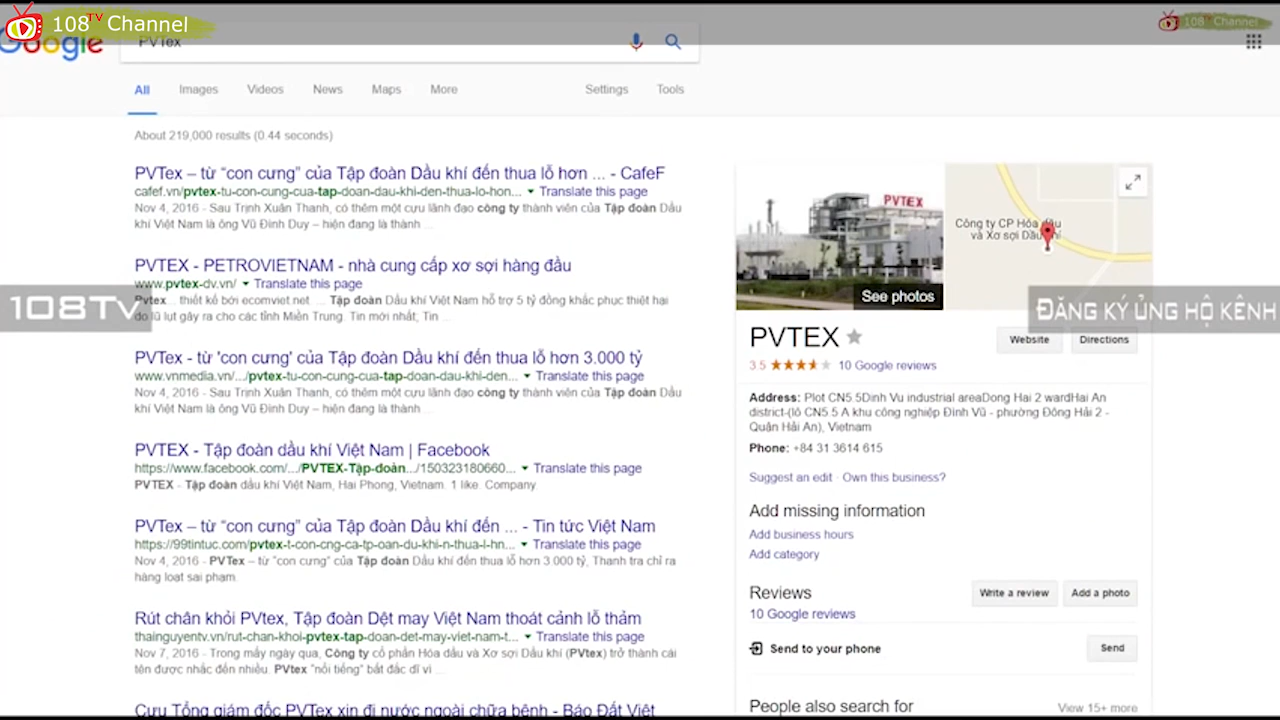 108TV Channel
108TV Channel
Google
PVTex
All
Images
Videos
News
Maps
More
Settings
Tools
About 219,000 results (0.44 seconds)
PVTex – từ “con cưng” của Tập đoàn Dầu khí đến thua lỗ hơn ... - CafeF
cafef.vn/pvtex-tu-con-cung-cua-tap-doan-dau-khi-den-thua-lo-hon... Translate this page
Nov 4, 2016 - Sau Trịnh Xuân Thanh, có thêm một cựu lãnh đạo công ty thành viên của Tập đoàn Dầu
khí Việt Nam là ông Vũ Đình Duy – hiện đang là thành ...
PVTEX - PETROVIETNAM - nhà cung cấp xơ sợi hàng đầu
www.pvtex-dv.vn/ Translate this page
Pvtex... thiết kế bới ecomviet.net ... Tập đoàn Dầu khí Việt Nam hỗ trợ 5 tỷ đồng khắc phục thiệt hại
do lũ lụt gây ra cho các tỉnh Miền Trung. Tin mới nhất, Tin ...
108TV
PVTex - từ 'con cưng' của Tập đoàn Dầu khí đến thua lỗ hơn 3.000 tỷ
www.vnmedia.vn/.../pvtex-tu-con-cung-cua-tap-doan-dau-khi-den... Translate this page
Nov 4, 2016 - Sau Trịnh Xuân Thanh, có thêm một cựu lãnh đạo công ty thành viên của Tập đoàn Dầu
khí Việt Nam là ông Vũ Đình Duy – hiện đang là thành ...
PVTEX - Tập đoàn dầu khí Việt Nam | Facebook
https://www.facebook.com/.../PVTEX-Tập-đoàn.../150323180660... Translate this page
PVTEX - Tập đoàn dầu khí Việt Nam, Hai Phong, Vietnam. 1 like. Company.
PVTex – từ “con cưng” của Tập đoàn Dầu khí đến ... - Tin tức Việt Nam
https://99tintuc.com/pvtex-t-con-cng-ca-tp-oan-du-khi-n-thua-l-hn... Translate this page
Nov 4, 2016 - PVTex – từ “con cưng” của Tập đoàn Dầu khí đến thua lỗ hơn 3.000 tỷ, Thanh tra chỉ ra
hàng loạt sai phạm.
Rút chân khỏi PVtex, Tập đoàn Dệt may Việt Nam thoát cảnh lỗ thảm
thainguyentv.vn/rut-chan-khoi-pvtex-tap-doan-det-may-viet-nam-t... Translate this page
Nov 7, 2016 - Trong mấy ngày qua, Công ty cổ phần Hóa dầu và Xơ sợi Dầu khí (PVtex) trở thành cái
tên được nhắc đến nhiều. PVtex “nổi tiếng” bất đắc dĩ vì ...
Cựu Tổng giám đốc PVTex xin đi nước ngoài chữa bệnh - Báo Đất Việt
PVTEX
See photos
Công ty CP Hóa dầu
và Xơ sợi Dầu khí
ĐĂNG KÝ ỦNG HỘ KÊNH
PVTEX
Website
Directions
3.5
10 Google reviews
Address: Plot CN5.5Dinh Vu industrial areaDong Hai 2 wardHai An
district-(lô CN5.5 A khu công nghiệp Đình Vũ - phường Đông Hải 2 -
Quận Hải An), Vietnam
Phone: +84 31 3614 615
Suggest an edit · Own this business?
Add missing information
Add business hours
Add category
Reviews
Write a review
Add a photo
10 Google reviews
Send to your phone
Send
People also search for
View 15+ more